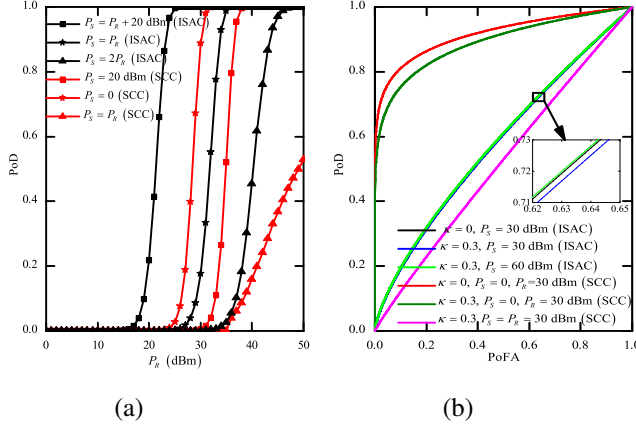 1.0
0.8
0.6
0.4
0.2
0.0
PoD
0
10
20
30
40
50
P_R (dBm)
P_S = P_R + 20 dBm (ISAC)
P_S = P_R (ISAC)
P_S = 2P_R (ISAC)
P_S = 20 dBm (SCC)
P_S = 0 (SCC)
P_S = P_R (SCC)
(a)
1.0
0.8
0.6
0.4
0.2
0.0
PoD
0.0
0.2
0.4
0.6
0.8
1.0
PoFA
0.73
0.72
0.71
0.62
0.63
0.64
0.65
κ = 0, P_S = 30 dBm (ISAC)
κ = 0.3, P_S = 30 dBm (ISAC)
κ = 0.3, P_S = 60 dBm (ISAC)
κ = 0, P_S = 0, P_R =30 dBm (SCC)
κ = 0.3, P_S = 0, P_R = 30 dBm (SCC)
κ = 0.3, P_S = P_R = 30 dBm (SCC)
(b)